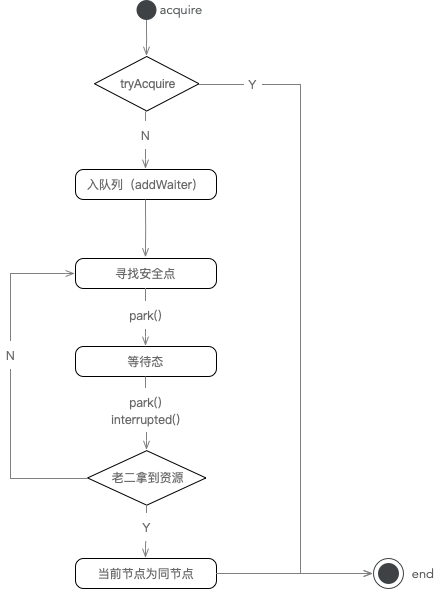 acquire
tryAcquire
Y
N
入队列（addWaiter）
寻找安全点
park()
N
等待态
park()
interrupted()
老二拿到资源
Y
当前节点为同节点
end